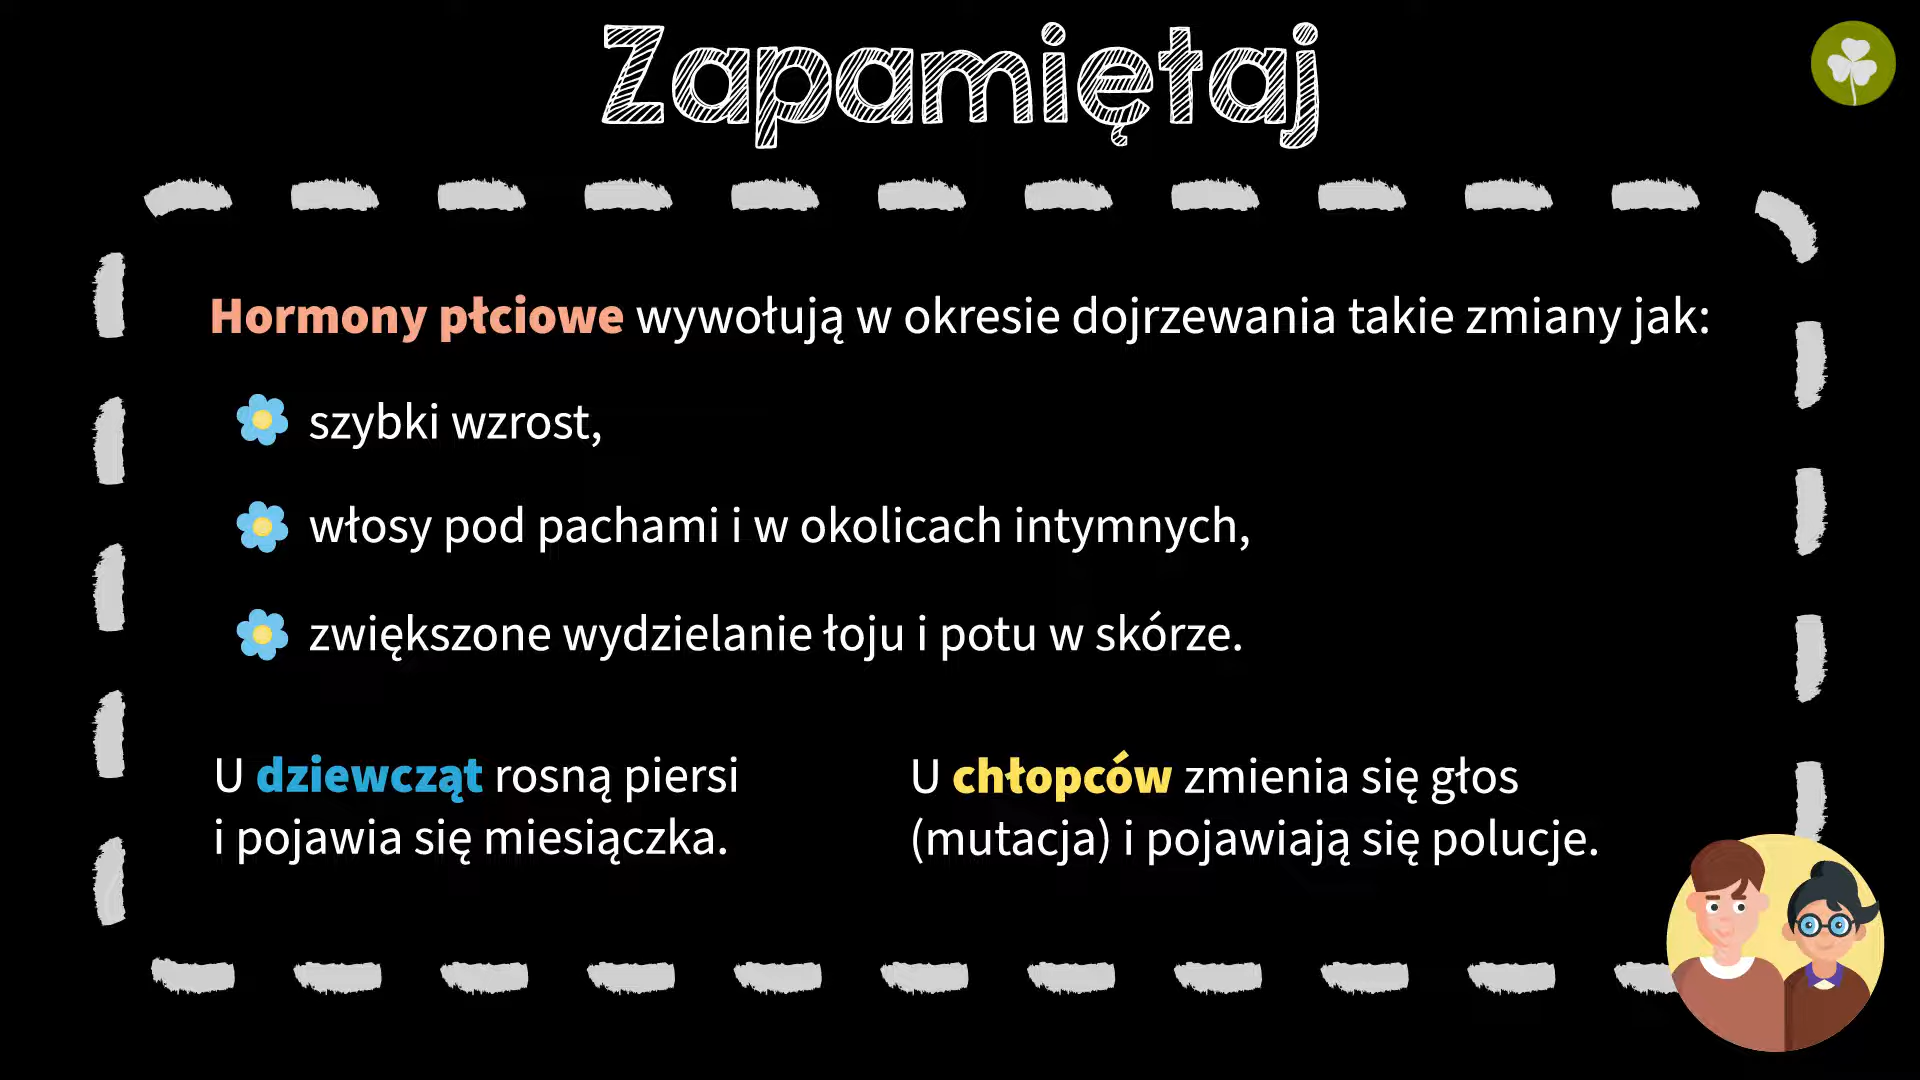 Zapamiętaj
Hormony płciowe wywołują w okresie dojrzewania takie zmiany jak:
szybki wzrost,
włosy pod pachami i w okolicach intymnych,
zwiększone wydzielanie łoju i potu w skórze.
U dziewcząt rosną piersi
i pojawia się miesiączka.
U chłopców zmienia się głos
(mutacja) i pojawiają się polucje.